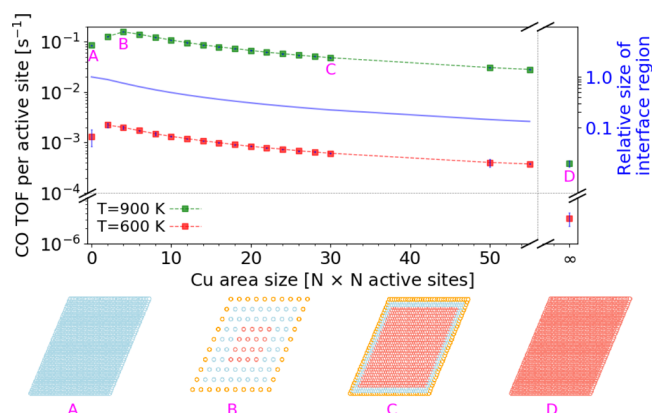 CO TOF per active site [s⁻¹]
10⁻¹
10⁻²
10⁻³
10⁻⁴
10⁻⁶
A
B
C
D
T=900 K
T=600 K
Relative size of
interface region
1.0
0.1
0
10
20
30
40
50
∞
Cu area size [N × N active sites]
A
B
C
D